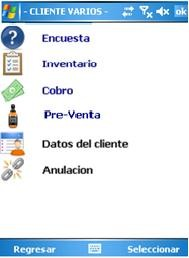 - CLIENTE VARIOS -
ok
Encuesta
Inventario
Cobro
Pre-Venta
Datos del cliente
Anulacion
Regresar
Seleccionar